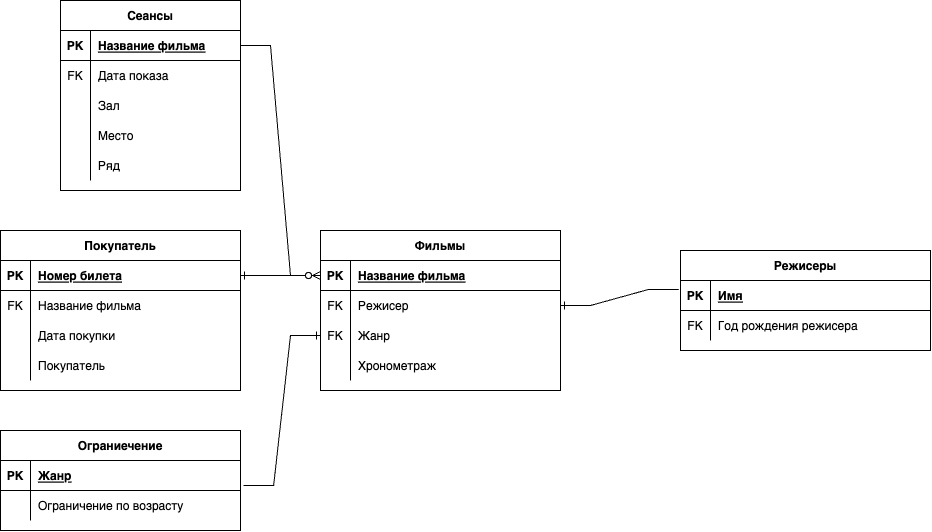 Сеансы
PK Название фильма
FK Дата показа
Зал
Место
Ряд
Покупатель
PK Номер билета
FK Название фильма
Дата покупки
Покупатель
Фильмы
PK Название фильма
FK Режисер
FK Жанр
Хронометраж
Режисеры
PK Имя
FK Год рождения режисера
Ограниечение
PK Жанр
Ограничение по возрасту